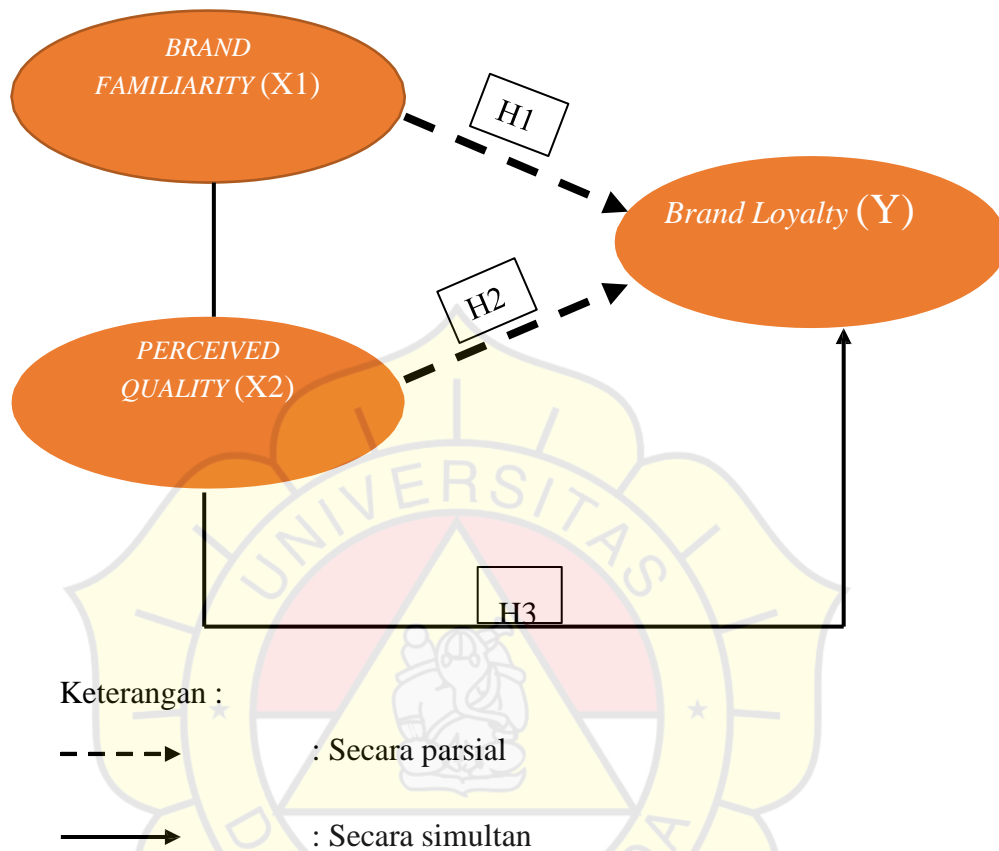 BRAND
FAMILIARITY (X1)
H1
Brand Loyalty (Y)
H2
PERCEIVED
QUALITY (X2)
UNIVERSITAS
H3
Keterangan :
: Secara parsial
: Secara simultan